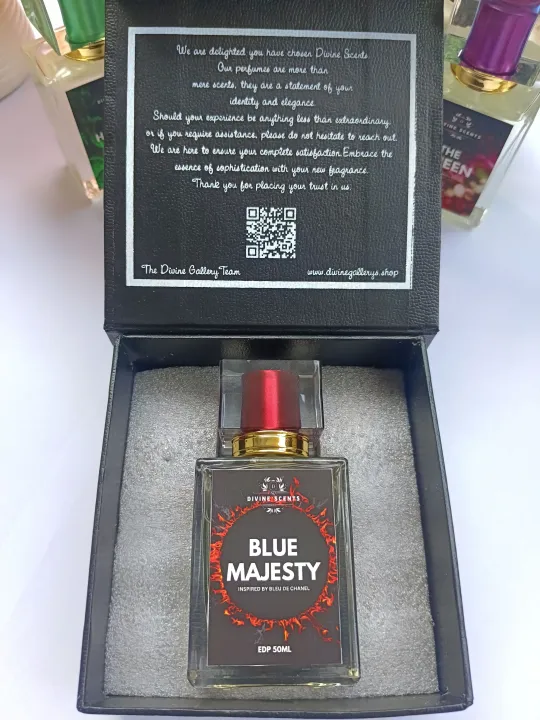 We are delighted you have chosen Divine Scents.
Our perfumes are more than
mere scents, they are a statement of your
identity and elegance.
Should your experience be anything less than extraordinary,
or if you require assistance, please do not hesitate to reach out.
We are here to ensure your complete satisfaction.Embrace the
essence of sophistication with your new fragrance.
Thank you for placing your trust in us.
The Divine Gallery Team
www.divinegallerys.shop
THE
DIVINE SCENTS
BLUE
MAJESTY
INSPIRED BY BLEU DE CHANEL
EDP 50ML